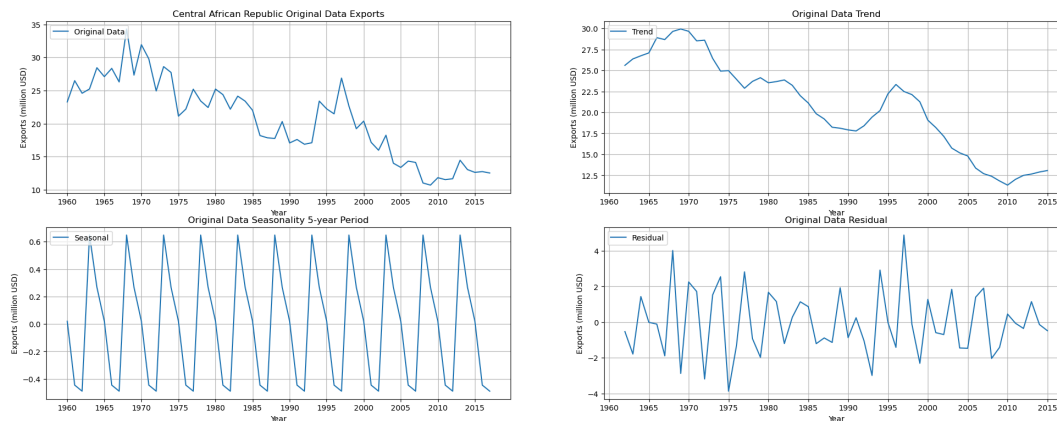 Central African Republic Original Data Exports
Original Data
Exports (million USD)
35
30
25
20
15
10
1960 1965 1970 1975 1980 1985 1990 1995 2000 2005 2010 2015
Year
Original Data Trend
Trend
Exports (million USD)
30.0
27.5
25.0
22.5
20.0
17.5
15.0
12.5
1960 1965 1970 1975 1980 1985 1990 1995 2000 2005 2010 2015
Year
Original Data Seasonality 5-year Period
Seasonal
Exports (million USD)
0.6
0.4
0.2
0.0
−0.2
−0.4
1960 1965 1970 1975 1980 1985 1990 1995 2000 2005 2010 2015
Year
Original Data Residual
Residual
Exports (million USD)
4
2
0
−2
−4
1960 1965 1970 1975 1980 1985 1990 1995 2000 2005 2010 2015
Year